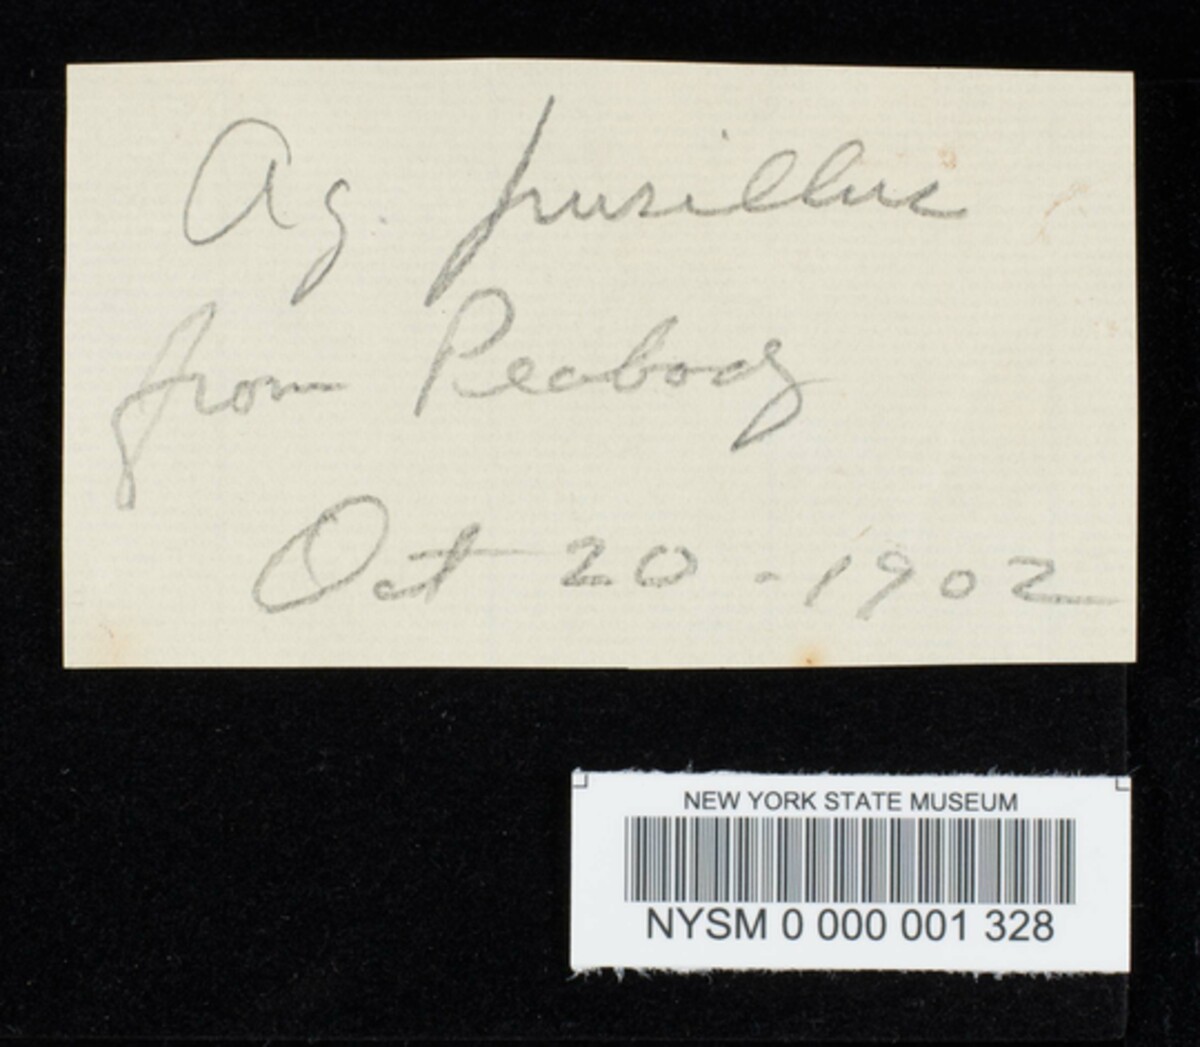 Ag. pusillus
from Peabody
Oct 20 - 1902
NEW YORK STATE MUSEUM
NYSM 0 000 001 328